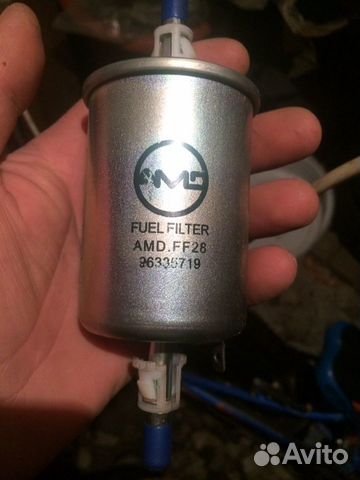 AMD
FUEL FILTER
AMD.FF28
96335719
Avito